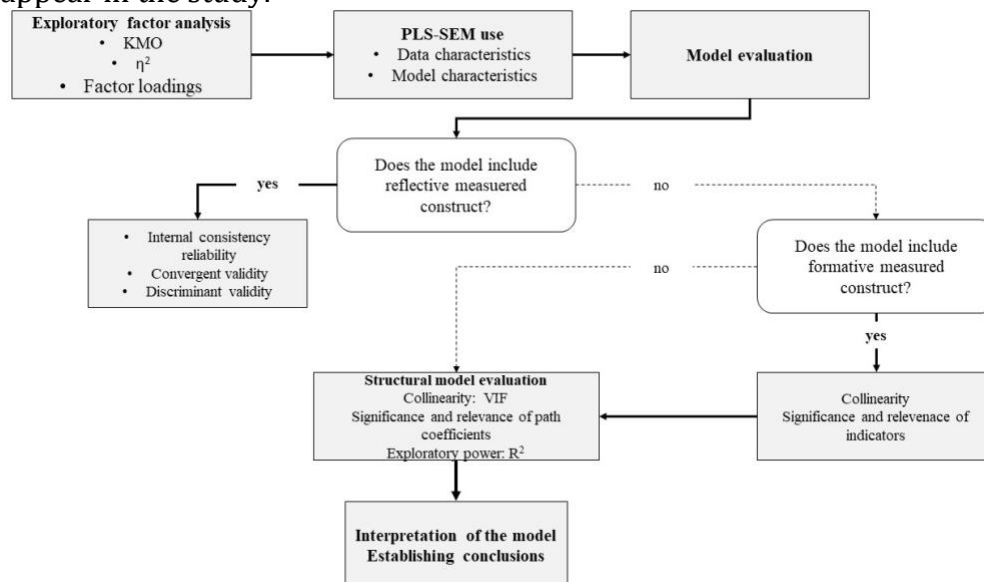 appear in the study.
Exploratory factor analysis
• KMO
• η²
• Factor loadings
PLS-SEM use
• Data characteristics
• Model characteristics
Model evaluation
Does the model include
reflective measuered
construct?
yes
no
• Internal consistency
reliability
• Convergent validity
• Discriminant validity
Does the model include
formative measured
construct?
no
yes
Structural model evaluation
Collinearity: VIF
Significance and relevance of path
coefficients
Exploratory power: R²
Collinearity
Significance and relevenace of
indicators
Interpretation of the model
Establishing conclusions